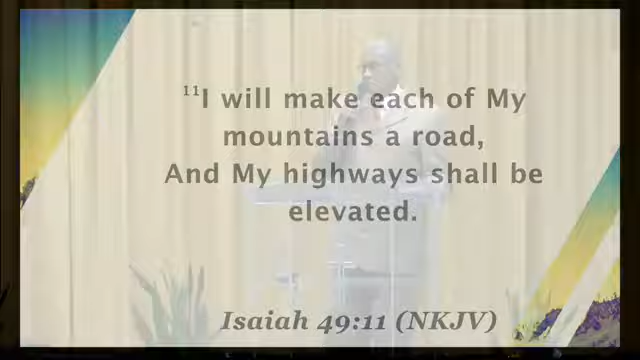 ¹¹I will make each of My
mountains a road,
And My highways shall be
elevated.
Isaiah 49:11 (NKJV)